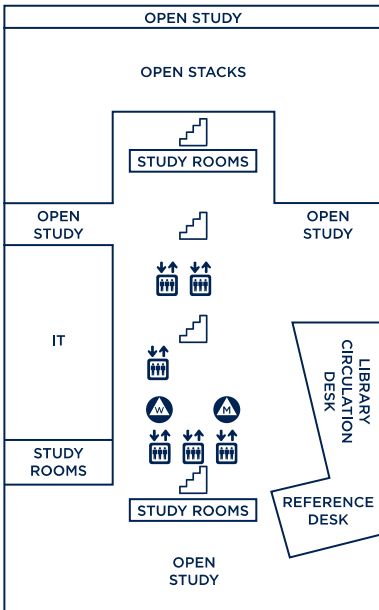 OPEN STUDY
OPEN STACKS
STUDY ROOMS
OPEN
STUDY
OPEN
STUDY
IT
LIBRARY
CIRCULATION
DESK
W
M
STUDY
ROOMS
REFERENCE
DESK
STUDY ROOMS
OPEN
STUDY